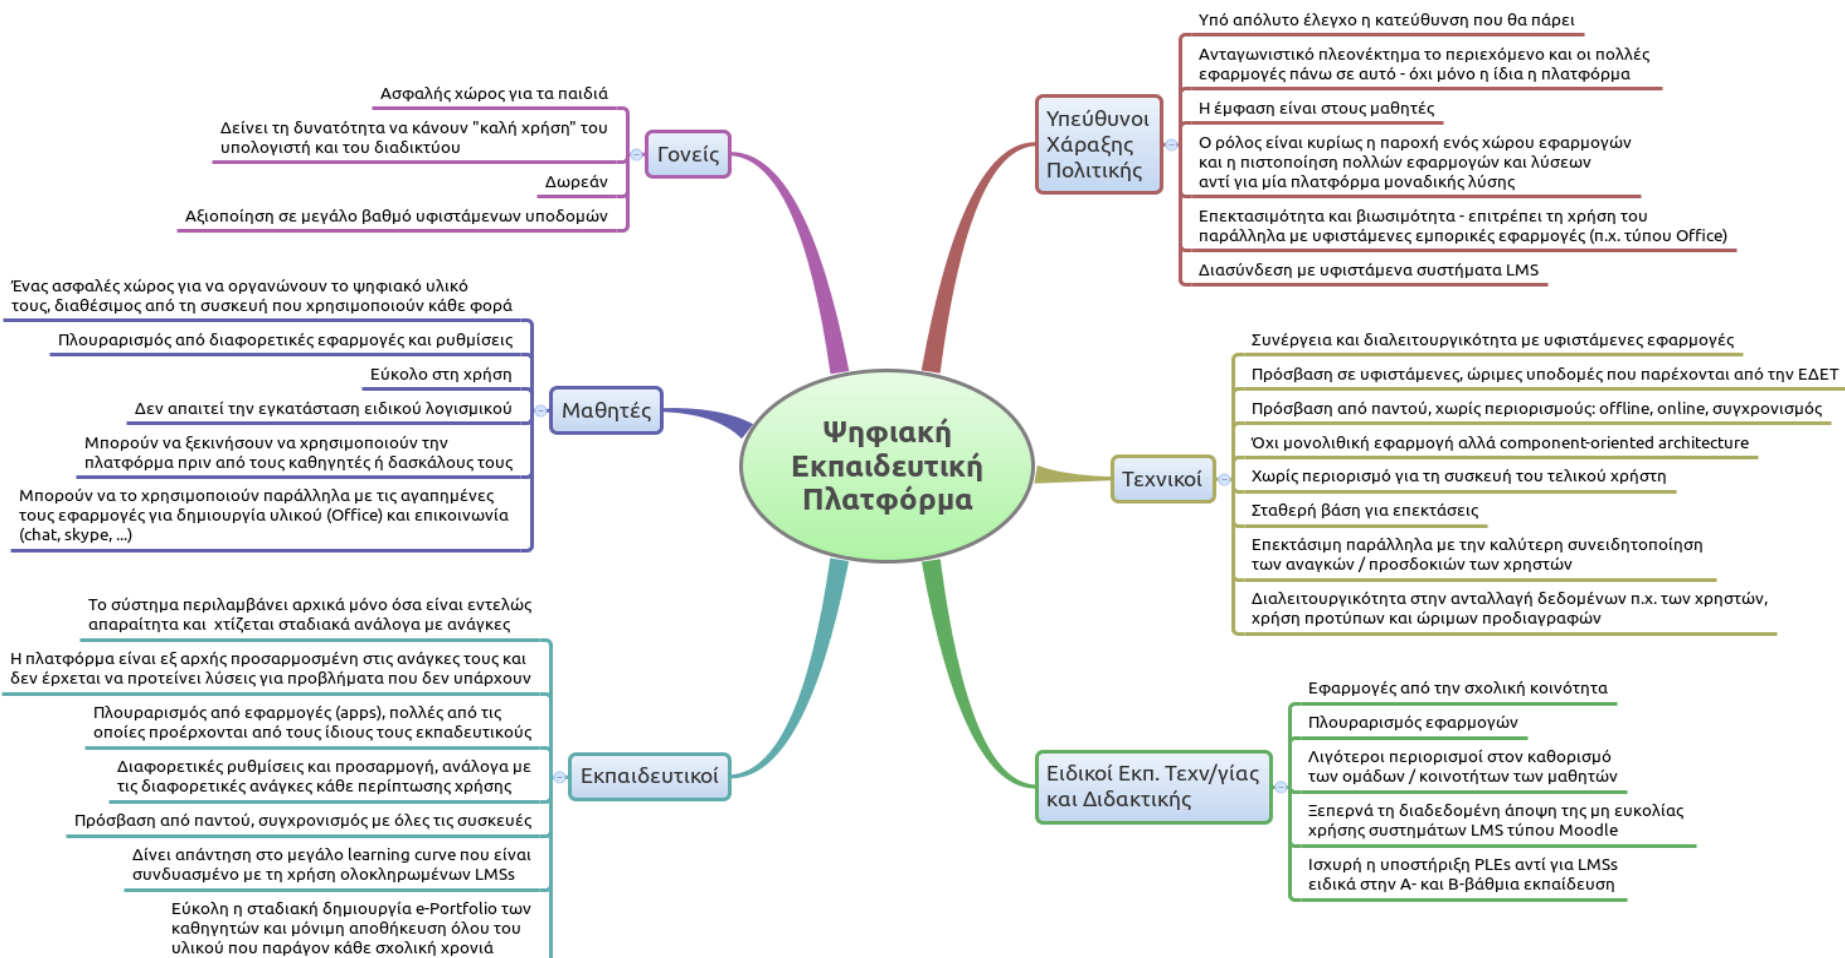 Ψηφιακή
Εκπαιδευτική
Πλατφόρμα
Γονείς
Ασφαλής χώρος για τα παιδιά
Δείνει τη δυνατότητα να κάνουν "καλή χρήση" του
υπολογιστή και του διαδικτύου
Δωρεάν
Αξιοποίηση σε μεγάλο βαθμό υφιστάμενων υποδομών
Μαθητές
Ένας ασφαλές χώρος για να οργανώνουν το ψηφιακό υλικό
τους, διαθέσιμος από τη συσκευή που χρησιμοποιούν κάθε φορά
Πλουραρισμός από διαφορετικές εφαρμογές και ρυθμίσεις
Εύκολο στη χρήση
Δεν απαιτεί την εγκατάσταση ειδικού λογισμικού
Μπορούν να ξεκινήσουν να χρησιμοποιούν την
πλατφόρμα πριν από τους καθηγητές ή δασκάλους τους
Μπορούν να το χρησιμοποιούν παράλληλα με τις αγαπημένες
τους εφαρμογές για δημιουργία υλικού (Office) και επικοινωνία
(chat, skype, ...)
Εκπαιδευτικοί
Το σύστημα περιλαμβάνει αρχικά μόνο όσα είναι εντελώς
απαραίτητα και  χτίζεται σταδιακά ανάλογα με ανάγκες
Η πλατφόρμα είναι εξ αρχής προσαρμοσμένη στις ανάγκες τους και
δεν έρχεται να προτείνει λύσεις για προβλήματα που δεν υπάρχουν
Πλουραρισμός από εφαρμογές (apps), πολλές από τις
οποίες προέρχονται από τους ίδιους τους εκπαδευτικούς
Διαφορετικές ρυθμίσεις και προσαρμογή, ανάλογα με
τις διαφορετικές ανάγκες κάθε περίπτωσης χρήσης
Πρόσβαση από παντού, συγχρονισμός με όλες τις συσκευές
Δίνει απάντηση στο μεγάλο learning curve που είναι
συνδυασμένο με τη χρήση ολοκληρωμένων LMSs
Εύκολη η σταδιακή δημιουργία e-Portfolio των
καθηγητών και μόνιμη αποθήκευση όλου του
υλικού που παράγον κάθε σχολική χρονιά
Υπεύθυνοι
Χάραξης
Πολιτικής
Υπό απόλυτο έλεγχο η κατεύθυνση που θα πάρει
Ανταγωνιστικό πλεονέκτημα το περιεχόμενο και οι πολλές
εφαρμογές πάνω σε αυτό - όχι μόνο η ίδια η πλατφόρμα
Η έμφαση είναι στους μαθητές
Ο ρόλος είναι κυρίως η παροχή ενός χώρου εφαρμογών
και η πιστοποίηση πολλών εφαρμογών και λύσεων
αντί για μία πλατφόρμα μοναδικής λύσης
Επεκτασιμότητα και βιωσιμότητα - επιτρέπει τη χρήση του
παράλληλα με υφιστάμενες εμπορικές εφαρμογές (π.χ. τύπου Office)
Διασύνδεση με υφιστάμενα συστήματα LMS
Τεχνικοί
Συνέργεια και διαλειτουργικότητα με υφιστάμενες εφαρμογές
Πρόσβαση σε υφιστάμενες, ώριμες υποδομές που παρέχονται από την ΕΔΕΤ
Πρόσβαση από παντού, χωρίς περιορισμούς: offline, online, συγχρονισμός
Όχι μονολιθική εφαρμογή αλλά component-oriented architecture
Χωρίς περιορισμό για τη συσκευή του τελικού χρήστη
Σταθερή βάση για επεκτάσεις
Επεκτάσιμη παράλληλα με την καλύτερη συνειδητοποίηση
των αναγκών / προσδοκιών των χρηστών
Διαλειτουργικότητα στην ανταλλαγή δεδομένων π.χ. των χρηστών,
χρήση προτύπων και ώριμων προδιαγραφών
Ειδικοί Εκπ. Τεχν/γίας
και Διδακτικής
Εφαρμογές από την σχολική κοινότητα
Πλουραρισμός εφαρμογών
Λιγότεροι περιορισμοί στον καθορισμό
των ομάδων / κοινοτήτων των μαθητών
Ξεπερνά τη διαδεδομένη άποψη της μη ευκολίας
χρήσης συστημάτων LMS τύπου Moodle
Ισχυρή η υποστήριξη PLEs αντί για LMSs
ειδικά στην Α- και Β-βάθμια εκπαίδευση